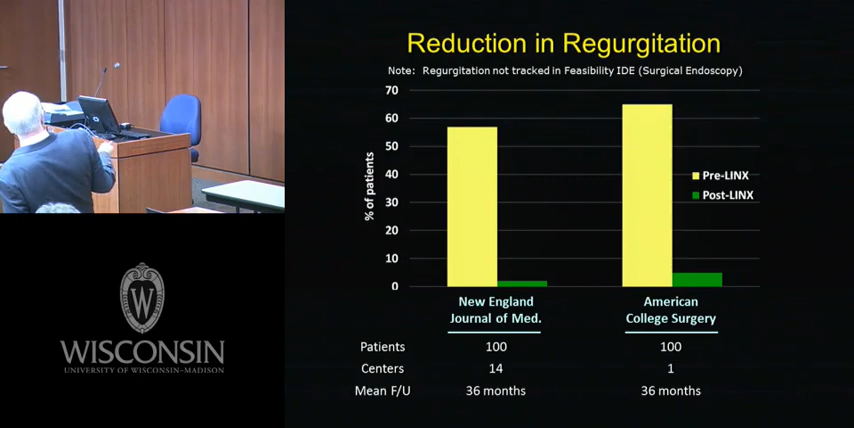 Reduction in Regurgitation
Note: Regurgitation not tracked in Feasibility IDE (Surgical Endoscopy)
70
60
50
40
30
20
10
0
% of patients
Pre-LINX
Post-LINX
New England
Journal of Med.
American
College Surgery
Patients 100 100
Centers 14 1
Mean F/U 36 months 36 months
W
WISCONSIN
UNIVERSITY OF WISCONSIN–MADISON